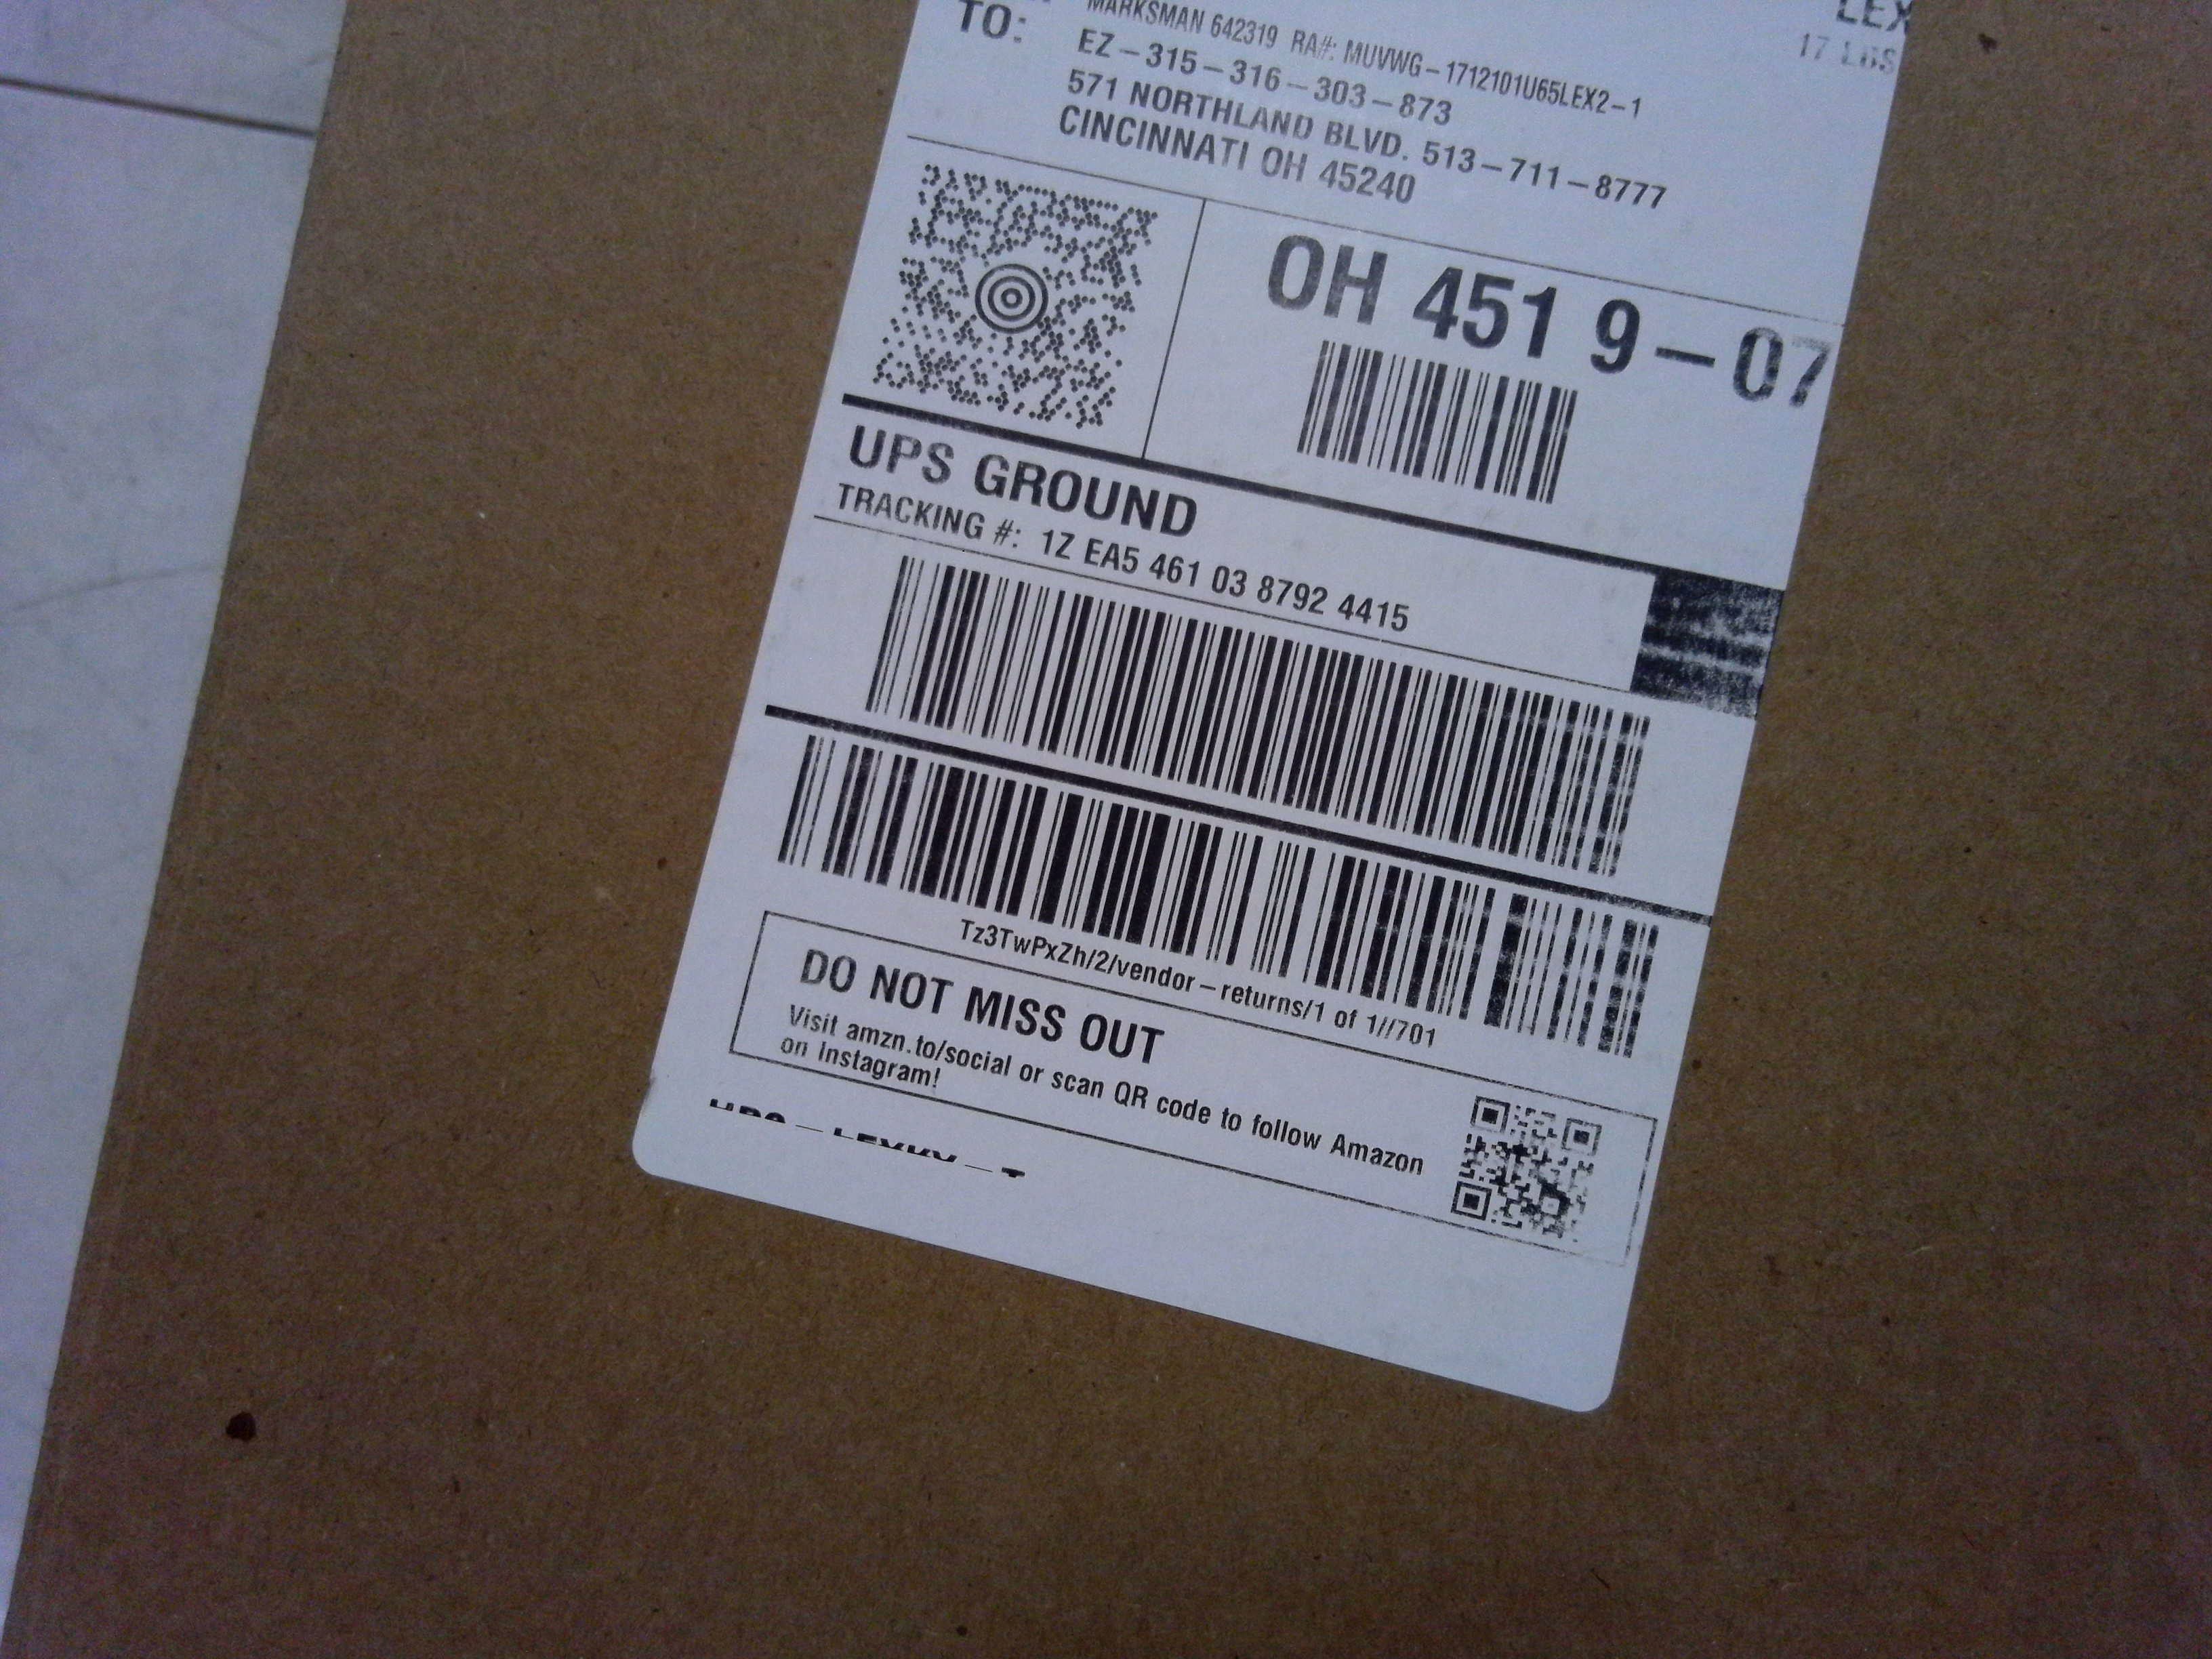 LEX
17 LBS
TO:
MARKSMAN 642319 RA#: MUVWG-1712101U65LEX2-1
EZ-315-316-303-873
571 NORTHLAND BLVD. 513-711-8777
CINCINNATI OH 45240
OH 451 9-07
UPS GROUND
TRACKING #: 1Z EA5 461 03 8792 4415
Tz3TwPxZh/2/vendor-returns/1 of 1//701
DO NOT MISS OUT
Visit amzn.to/social or scan QR code to follow Amazon
on Instagram!